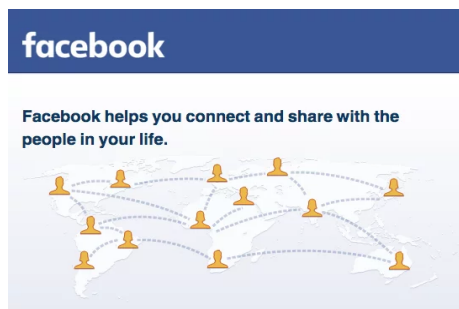 facebook
Facebook helps you connect and share with the
people in your life.